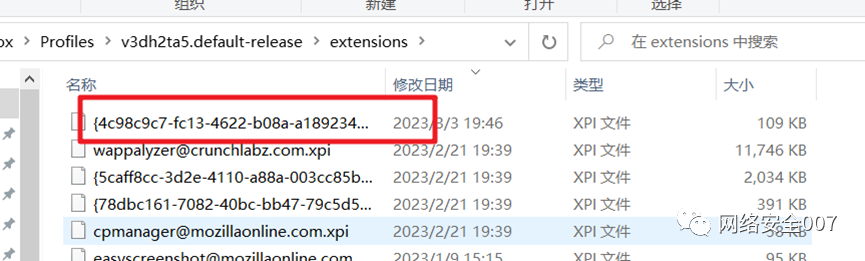 组织 新建 打开 选择
ox › Profiles › v3dh2ta5.default-release › extensions ›
在 extensions 中搜索
名称 修改日期 类型 大小
{4c98c9c7-fc13-4622-b08a-a189234... 2023/3/3 19:46 XPI 文件 109 KB
wappalyzer@crunchlabz.com.xpi 2023/2/21 19:39 XPI 文件 11,746 KB
{5caff8cc-3d2e-4110-a88a-003cc85b... 2023/2/21 19:39 XPI 文件 2,034 KB
{78dbc161-7082-40bc-bb47-79c5d5... 2023/2/21 19:39 XPI 文件 391 KB
cpmanager@mozillaonline.com.xpi 2023/2/21 19:39 XPI 文件 KB
easyscreenshot@mozillaonline.com 2023/1/9 15:15 XPI 文件 95 KB
网络安全007